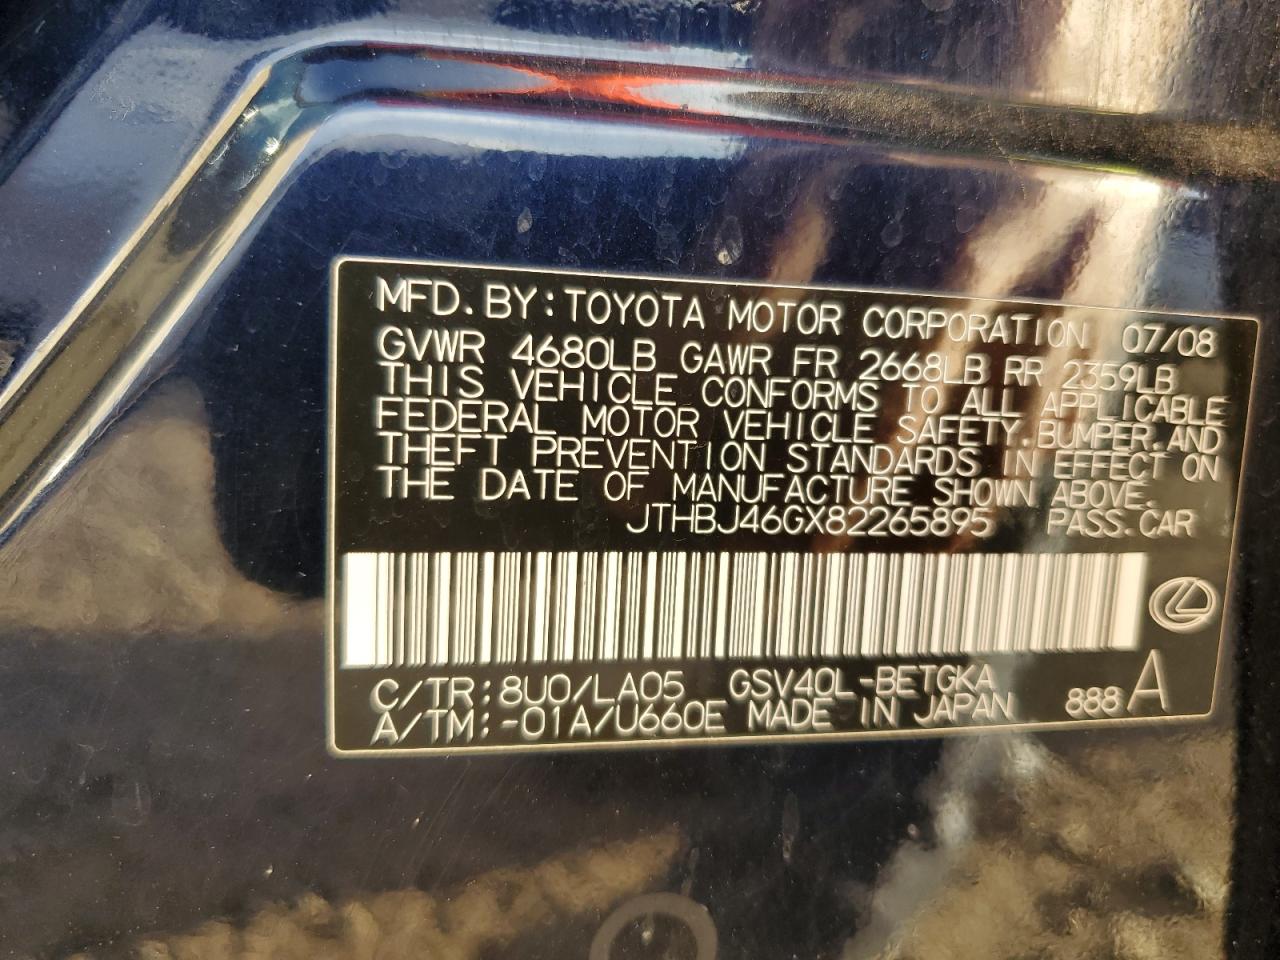 MFD. BY: TOYOTA MOTOR CORPORATION 07/08
GVWR 4680LB GAWR FR 2668LB RR 2359LB
THIS VEHICLE CONFORMS TO ALL APPLICABLE
FEDERAL MOTOR VEHICLE SAFETY, BUMPER, AND
THEFT PREVENTION STANDARDS IN EFFECT ON
THE DATE OF MANUFACTURE SHOWN ABOVE.
JTHBJ46GX82265895 PASS. CAR
C/TR: 8U0/LA05 GSV40L-BETGKA
A/TM: -01A/U660E MADE IN JAPAN 888 A